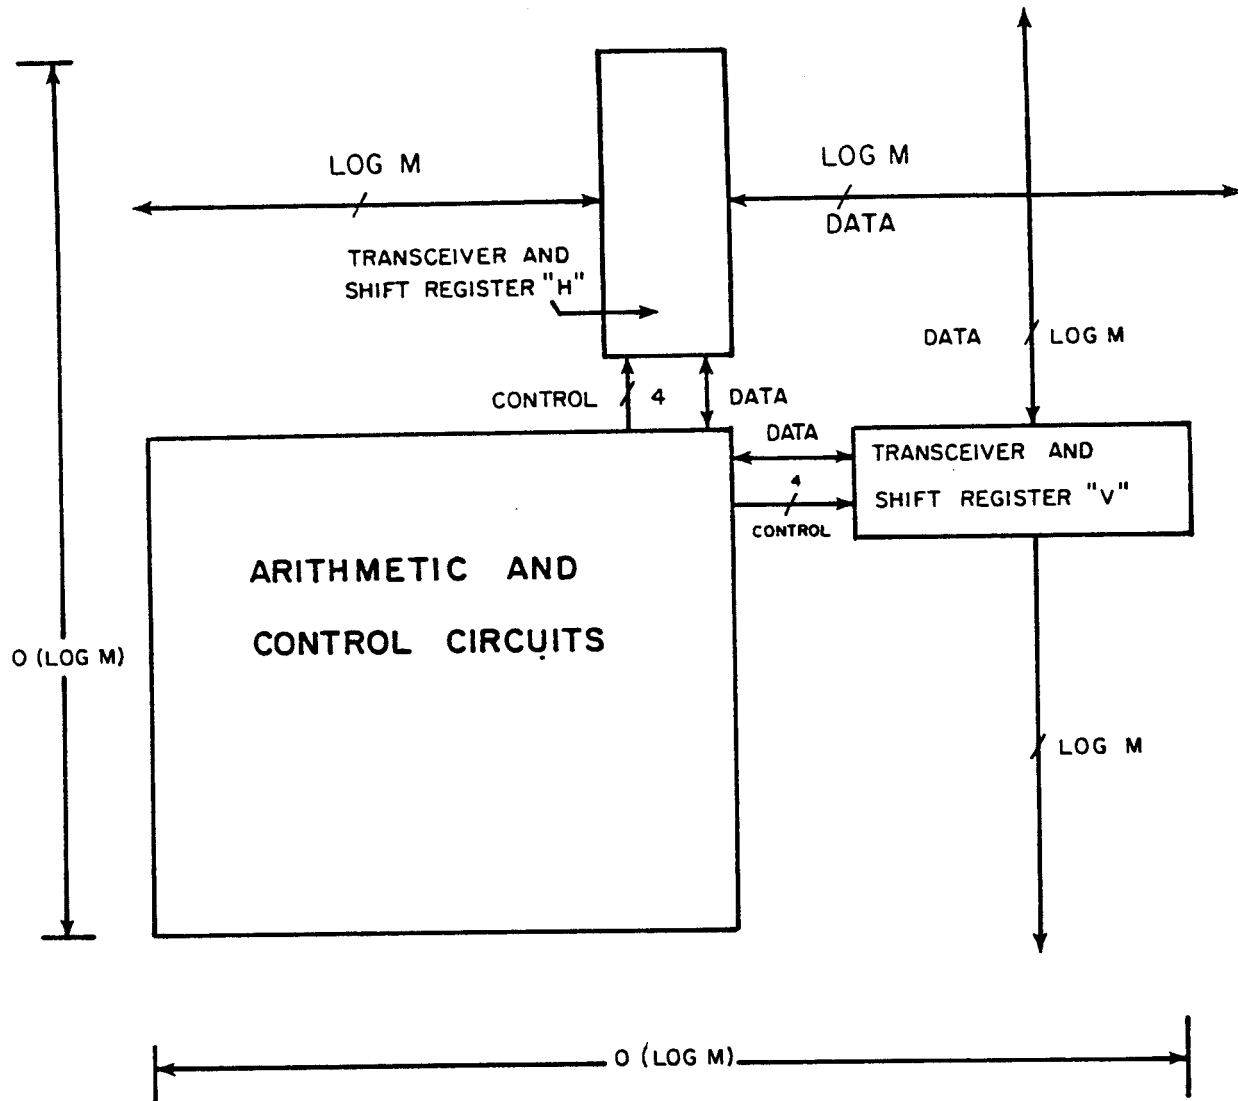 LOG M
LOG M
DATA
TRANSCEIVER AND
SHIFT REGISTER "H"
DATA LOG M
CONTROL 4 DATA
DATA
4
CONTROL
TRANSCEIVER AND
SHIFT REGISTER "V"
ARITHMETIC AND
CONTROL CIRCUITS
O (LOG M)
LOG M
O (LOG M)